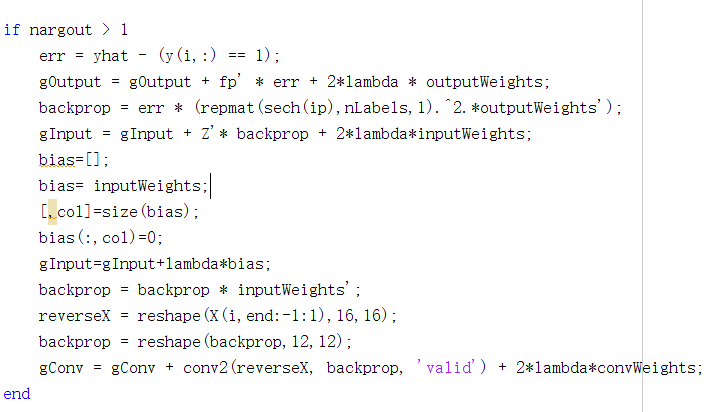 if nargout > 1
    err = yhat - (y(i,:) == 1);
    gOutput = gOutput + fp' * err + 2*lambda * outputWeights;
    backprop = err * (repmat(sech(ip),nLabels,1).^2.*outputWeights');
    gInput = gInput + Z'* backprop + 2*lambda*inputWeights;
    bias=[];
    bias= inputWeights;
    [,col]=size(bias);
    bias(:,col)=0;
    gInput=gInput+lambda*bias;
    backprop = backprop * inputWeights';
    reverseX = reshape(X(i,end:-1:1),16,16);
    backprop = reshape(backprop,12,12);
    gConv = gConv + conv2(reverseX, backprop, 'valid') + 2*lambda*convWeights;
end